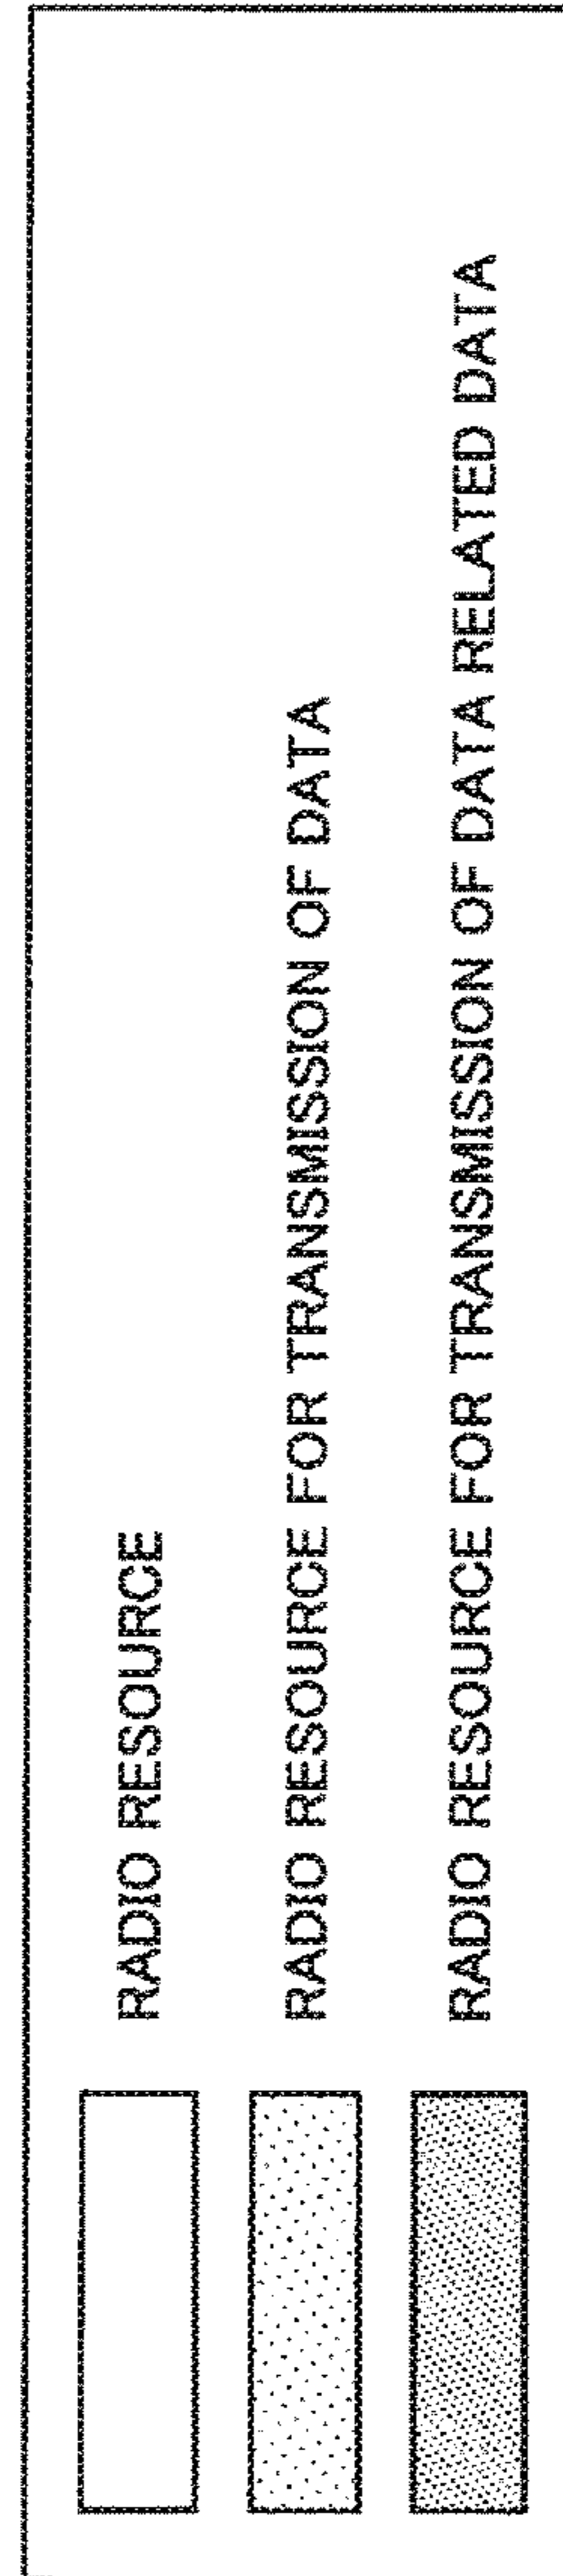 RADIO RESOURCE
RADIO RESOURCE FOR TRANSMISSION OF DATA
RADIO RESOURCE FOR TRANSMISSION OF DATA RELATED DATA